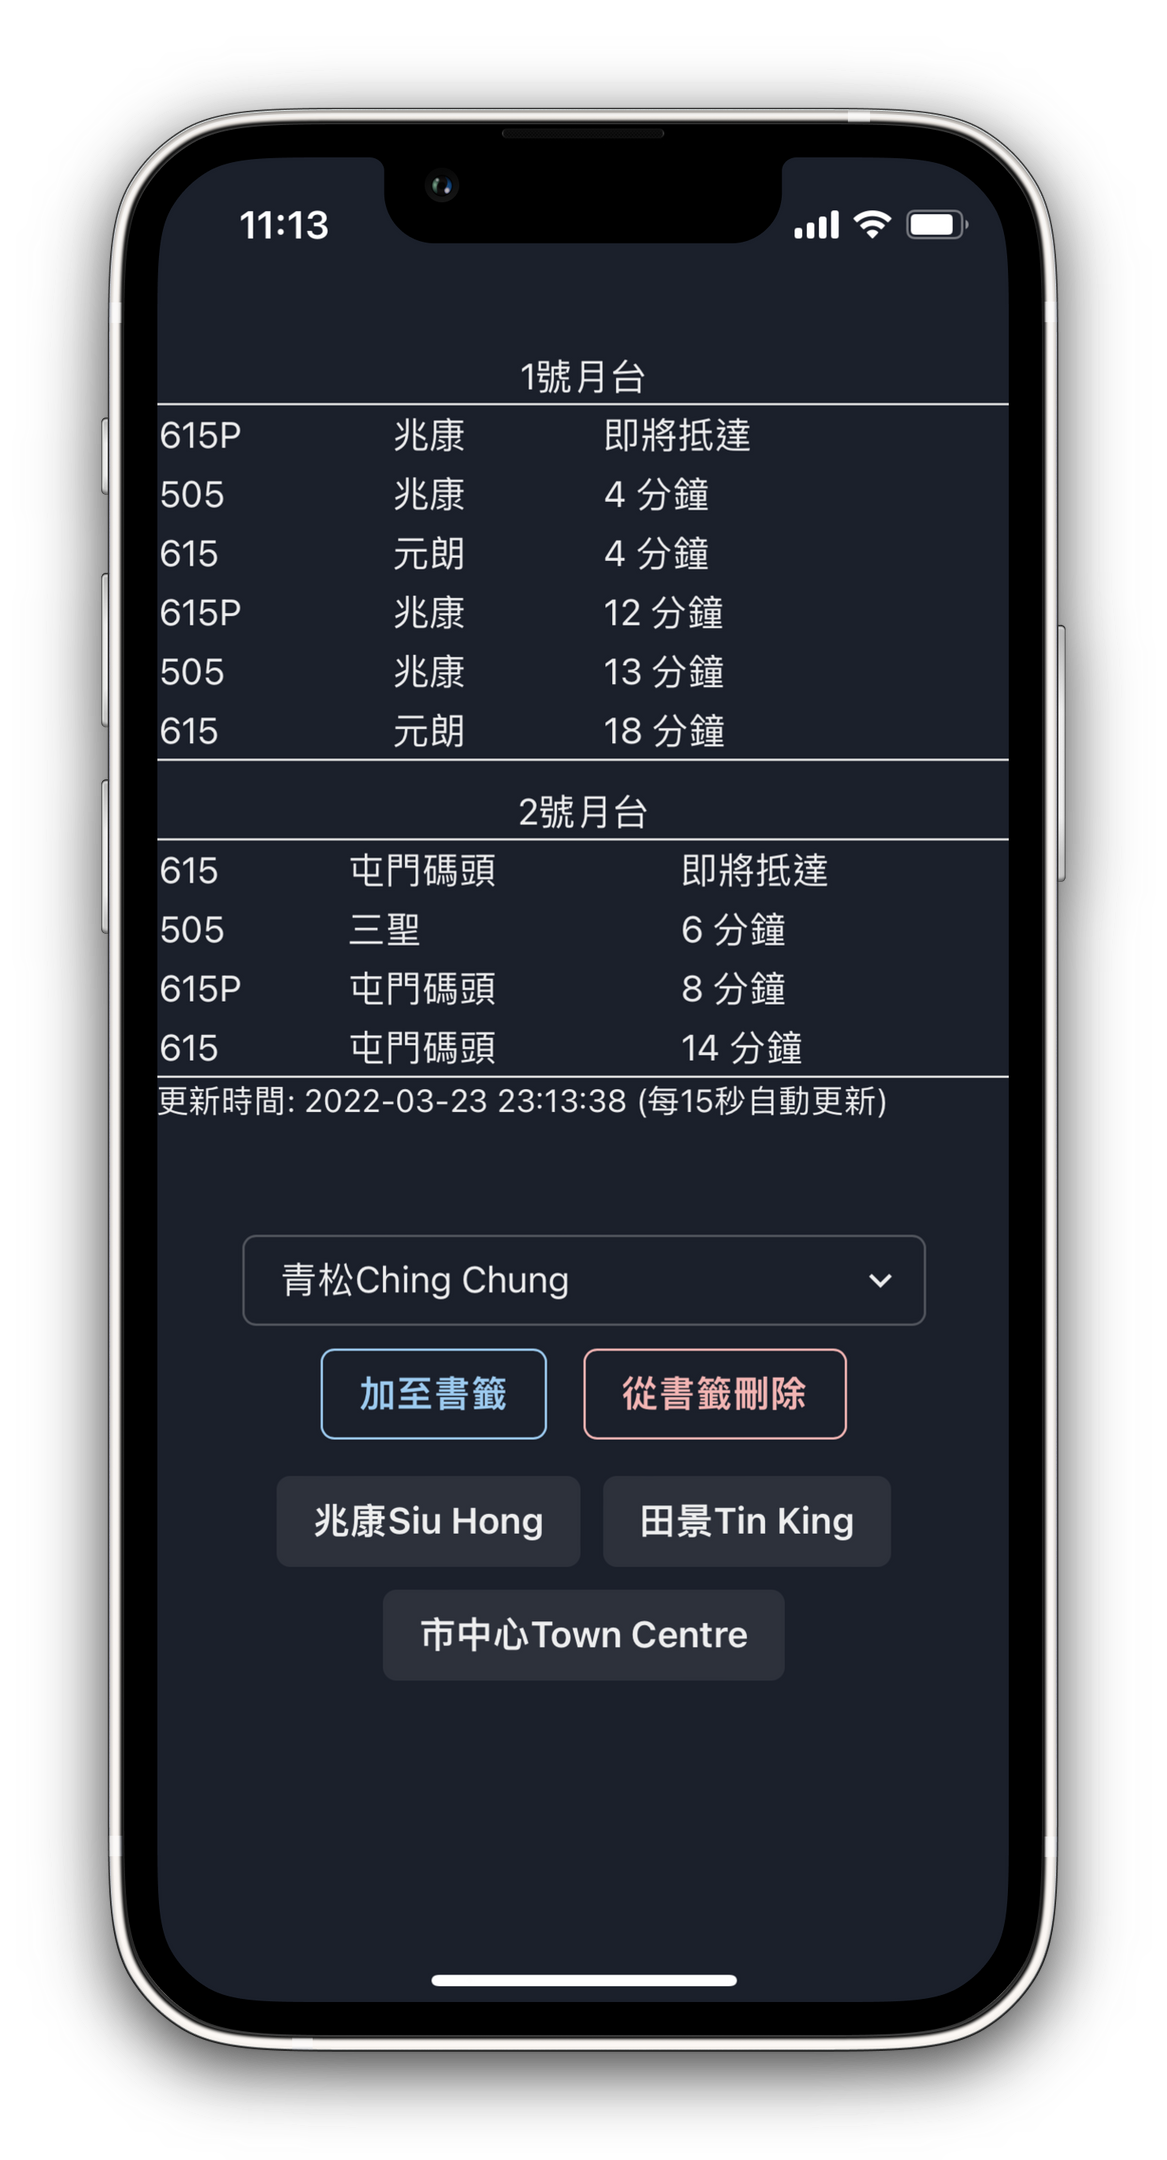 11:13
1號月台
615P 兆康 即將抵達
505 兆康 4 分鐘
615 元朗 4 分鐘
615P 兆康 12 分鐘
505 兆康 13 分鐘
615 元朗 18 分鐘
2號月台
615 屯門碼頭 即將抵達
505 三聖 6 分鐘
615P 屯門碼頭 8 分鐘
615 屯門碼頭 14 分鐘
更新時間: 2022-03-23 23:13:38 (每15秒自動更新)
青松Ching Chung
加至書籤 從書籤刪除
兆康Siu Hong 田景Tin King
市中心Town Centre